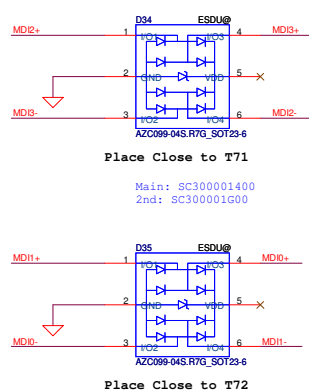 D34 ESDU@
MDI2+ 1 I/O1 I/O3 4 MDI3+
2 GND VDD 5
MDI3- 3 I/O2 I/O4 6 MDI2-
AZC099-04S.R7G_SOT23-6
Place Close to T71
Main: SC300001400
2nd: SC300001G00
D35 ESDU@
MDI1+ 1 I/O1 I/O3 4 MDI0+
2 GND VDD 5
MDI0- 3 I/O2 I/O4 6 MDI1-
AZC099-04S.R7G_SOT23-6
Place Close to T72